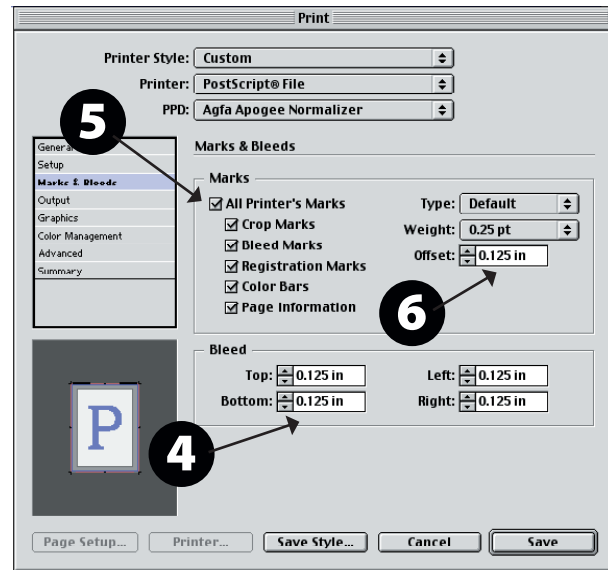 Print
Printer Style: Custom
Printer: PostScript® File
PPD: Agfa Apogee Normalizer
5
General
Setup
Marks & Bleeds
Output
Graphics
Color Management
Advanced
Summary
Marks & Bleeds
Marks
All Printer's Marks
Crop Marks
Bleed Marks
Registration Marks
Color Bars
Page Information
Type: Default
Weight: 0.25 pt
Offset: 0.125 in
6
Bleed
Top: 0.125 in Left: 0.125 in
Bottom: 0.125 in Right: 0.125 in
4
P
Page Setup... Printer... Save Style... Cancel Save